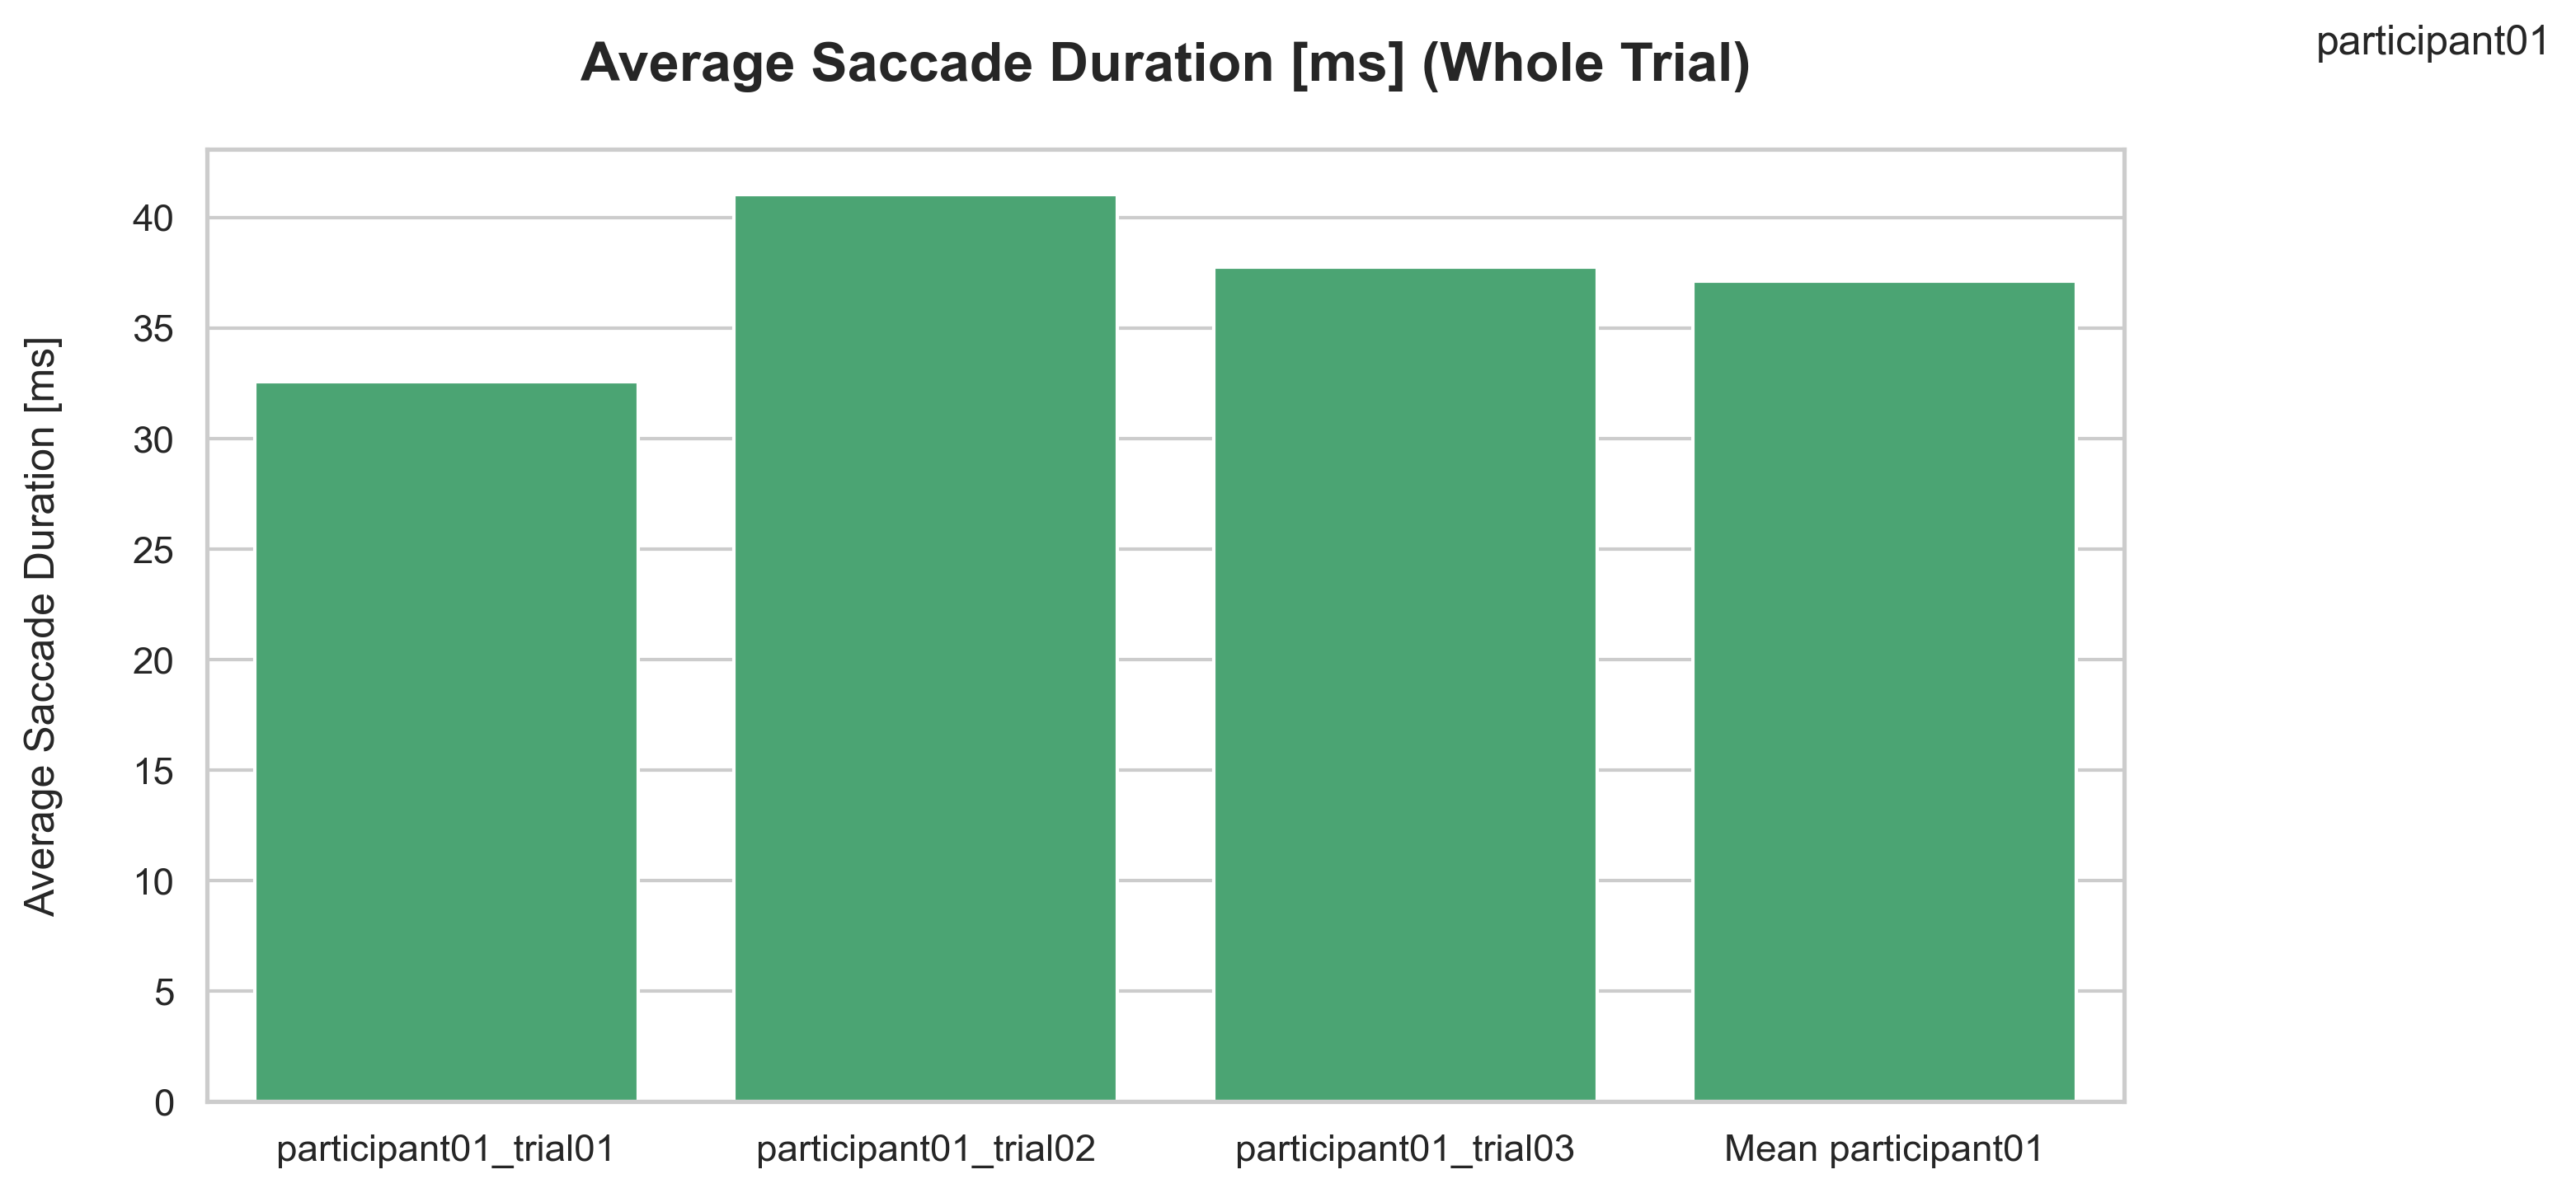 participant01
Average Saccade Duration [ms] (Whole Trial)
Average Saccade Duration [ms]
40
35
30
25
20
15
10
5
0
participant01_trial01
participant01_trial02
participant01_trial03
Mean participant01